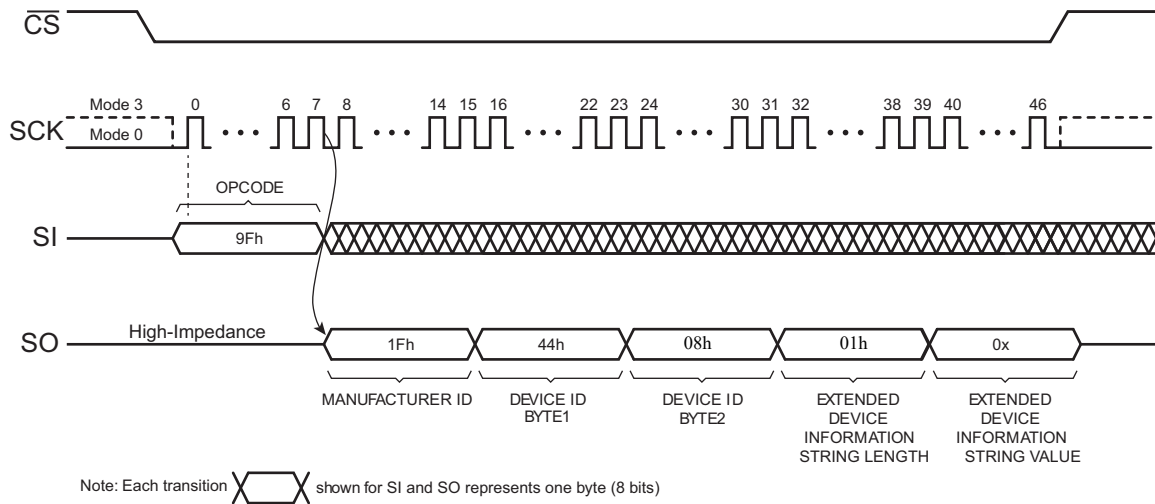 CS
Mode 3
0 6 7 8 14 15 16 22 23 24 30 31 32 38 39 40 46
SCK
Mode 0
OPCODE
SI
9Fh
High-Impedance
SO
1Fh 44h 08h 01h 0x
MANUFACTURER ID
DEVICE ID
BYTE1
DEVICE ID
BYTE2
EXTENDED
DEVICE
INFORMATION
STRING LENGTH
EXTENDED
DEVICE
INFORMATION
STRING VALUE
Note: Each transition shown for SI and SO represents one byte (8 bits)